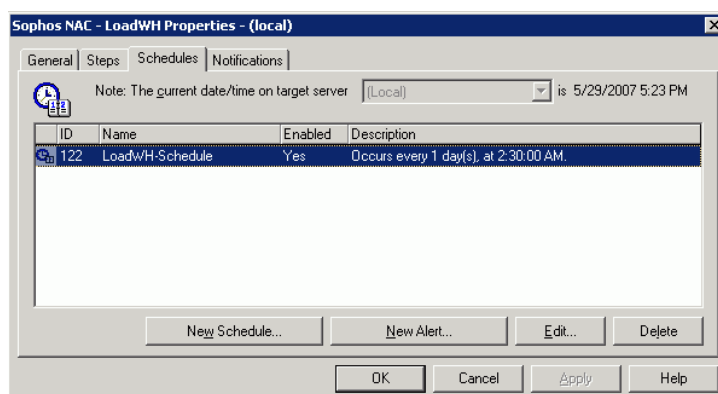 Sophos NAC - LoadWH Properties - (local)
General Steps Schedules Notifications
Note: The current date/time on target server (Local) is 5/29/2007 5:23 PM
ID Name Enabled Description
122 LoadWH-Schedule Yes Occurs every 1 day(s), at 2:30:00 AM.
New Schedule... New Alert... Edit... Delete
OK Cancel Apply Help